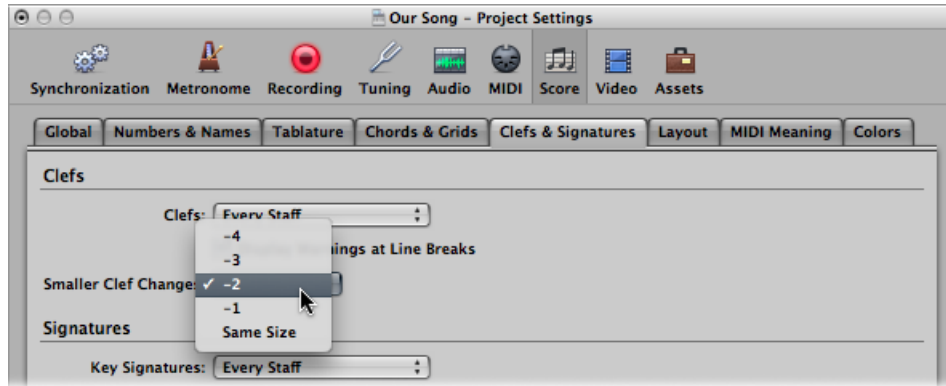 Our Song – Project Settings
Synchronization Metronome Recording Tuning Audio MIDI Score Video Assets
Global Numbers & Names Tablature Chords & Grids Clefs & Signatures Layout MIDI Meaning Colors
Clefs
Clefs: Every Staff
-4
Warnings at Line Breaks
-3
Smaller Clef Change ✓ -2
-1
Signatures
Same Size
Key Signatures: Every Staff